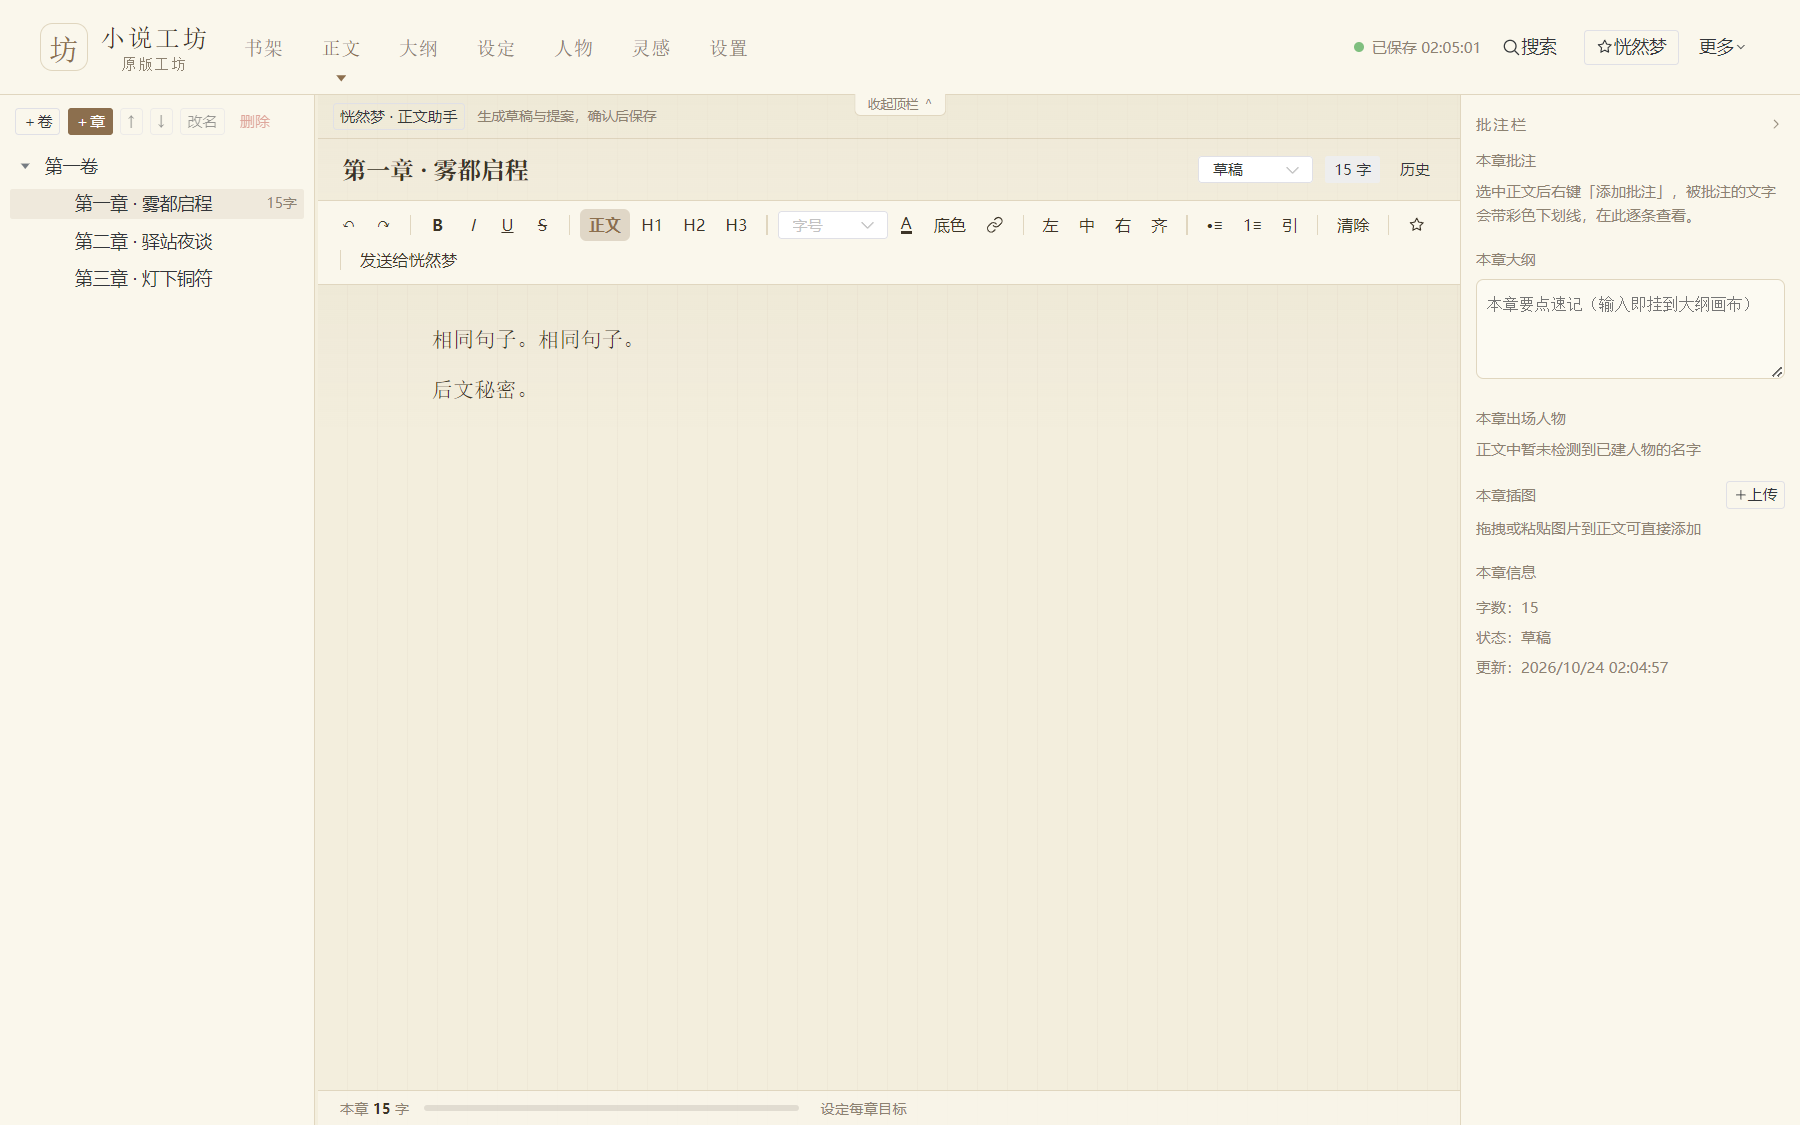 坊 小说工坊
原版工坊
书架 正文 大纲 设定 人物 灵感 设置
已保存 02:05:01 搜索 恍然梦 更多
收起顶栏 ^
+卷 +章 ↑ ↓ 改名 删除
第一卷
第一章 · 雾都启程 15字
第二章 · 驿站夜谈
第三章 · 灯下铜符
恍然梦 · 正文助手 生成草稿与提案，确认后保存
第一章 · 雾都启程 草稿 15 字 历史
B I U S 正文 H1 H2 H3 字号 A 底色 左 中 右 齐 •≡ 1≡ 引 清除
发送给恍然梦
相同句子。相同句子。
后文秘密。
本章 15 字 设定每章目标
批注栏
本章批注
选中正文后右键「添加批注」，被批注的文字
会带彩色下划线，在此逐条查看。
本章大纲
本章要点速记（输入即挂到大纲画布）
本章出场人物
正文中暂未检测到已建人物的名字
本章插图 +上传
拖拽或粘贴图片到正文可直接添加
本章信息
字数：15
状态：草稿
更新：2026/10/24 02:04:57